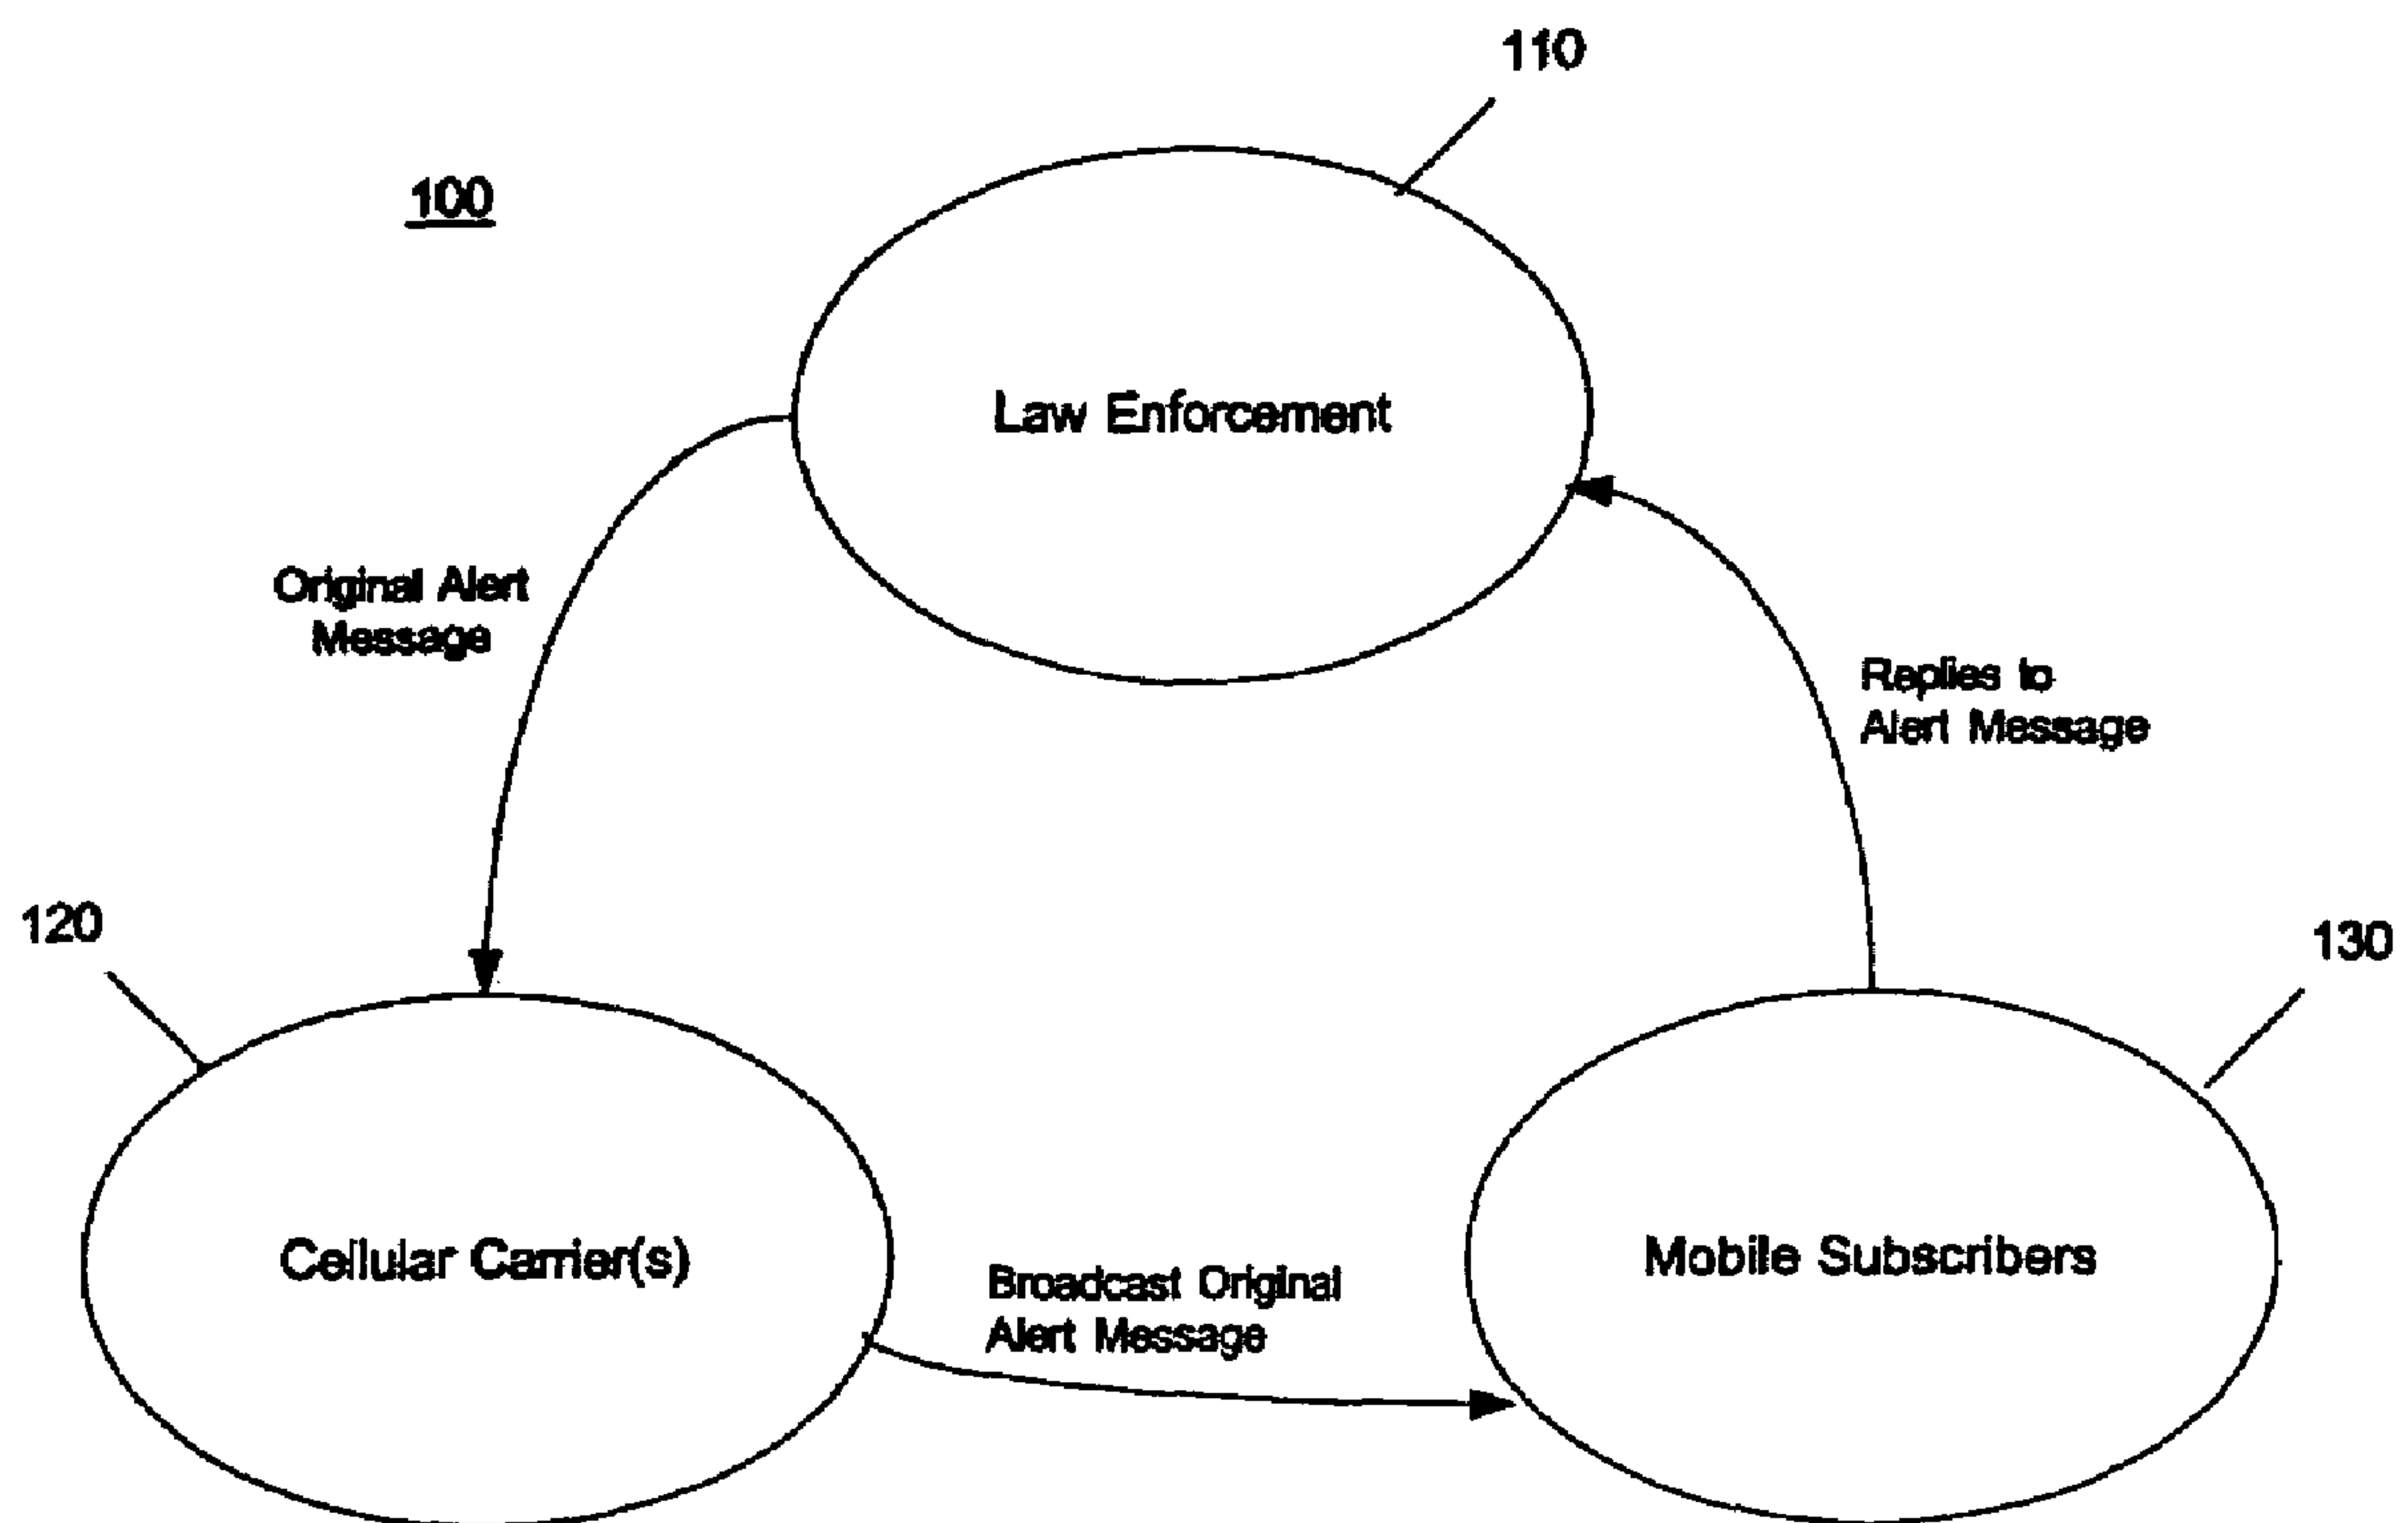 110
100
Law Enforcement
Original Alert
Message
Replies to
Alert Message
120
130
Cellular Carrier(s)
Mobile Subscribers
Broadcast Original
Alert Message